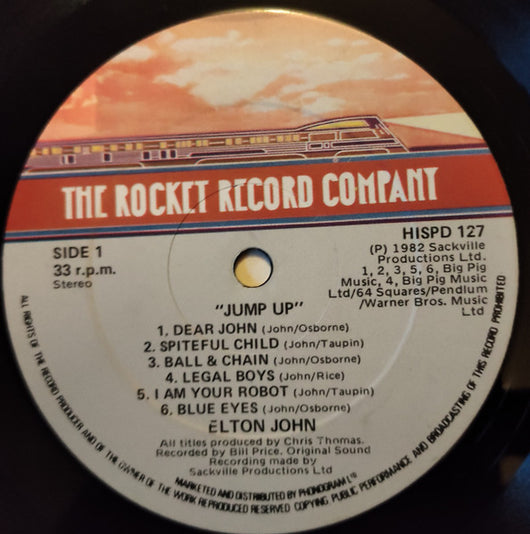 THE ROCKET RECORD COMPANY
SIDE 1
33 r.p.m.
Stereo
HISPD 127
(P) 1982 Sackville
Productions Ltd.
1, 2, 3, 5, 6, Big Pig
Music, 4, Big Pig Music
Ltd/64 Squares/Pendlum
/Warner Bros. Music
Ltd
"JUMP UP"
1. DEAR JOHN (John/Osborne)
2. SPITEFUL CHILD (John/Taupin)
3. BALL & CHAIN (John/Osborne)
4. LEGAL BOYS (John/Rice)
5. I AM YOUR ROBOT (John/Taupin)
6. BLUE EYES (John/Osborne)
ELTON JOHN
All titles produced by Chris Thomas.
Recorded by Bill Price. Original Sound
Recording made by
Sackville Productions Ltd
MARKETED AND DISTRIBUTED BY PHONOGRAM LTD
ALL RIGHTS OF THE RECORD PRODUCER AND OF THE OWNER OF THE WORK REPRODUCED RESERVED COPYING PUBLIC PERFORMANCE AND BROADCASTING OF THIS RECORD PROHIBITED